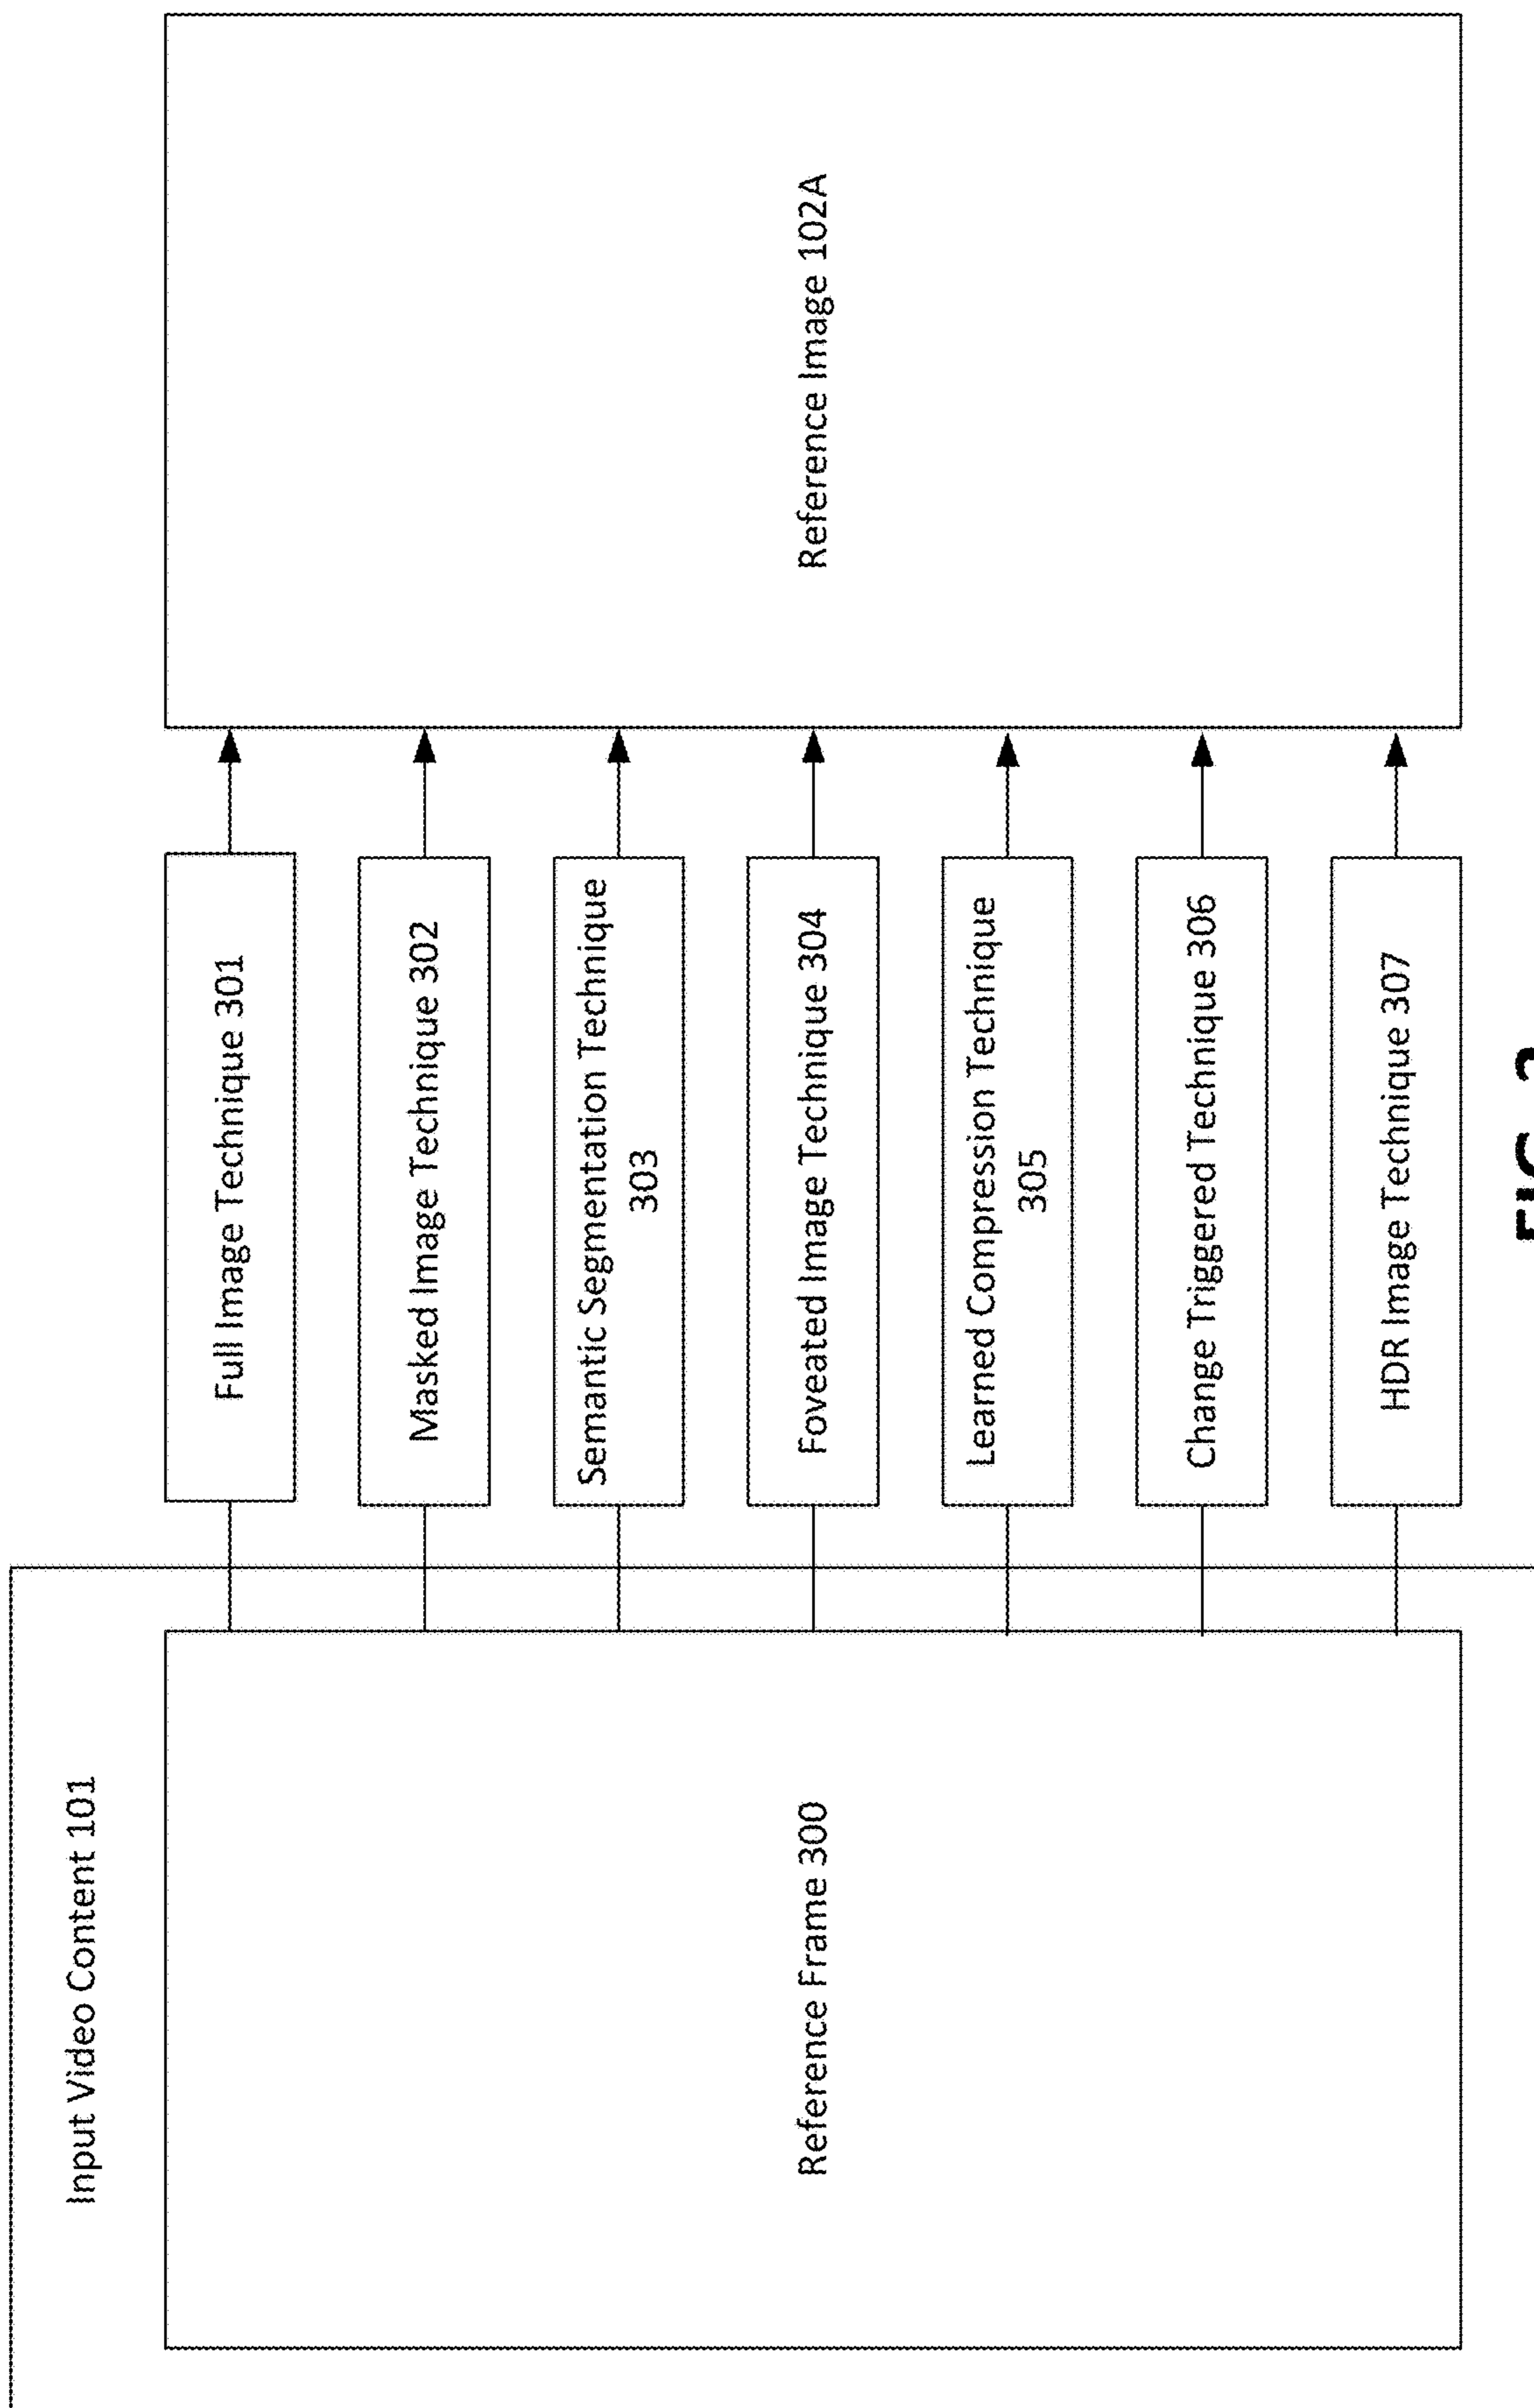 Input Video Content 101
Reference Frame 300
Full Image Technique 301
Masked Image Technique 302
Semantic Segmentation Technique
303
Foveated Image Technique 304
Learned Compression Technique
305
Change Triggered Technique 306
HDR Image Technique 307
Reference Image 102A